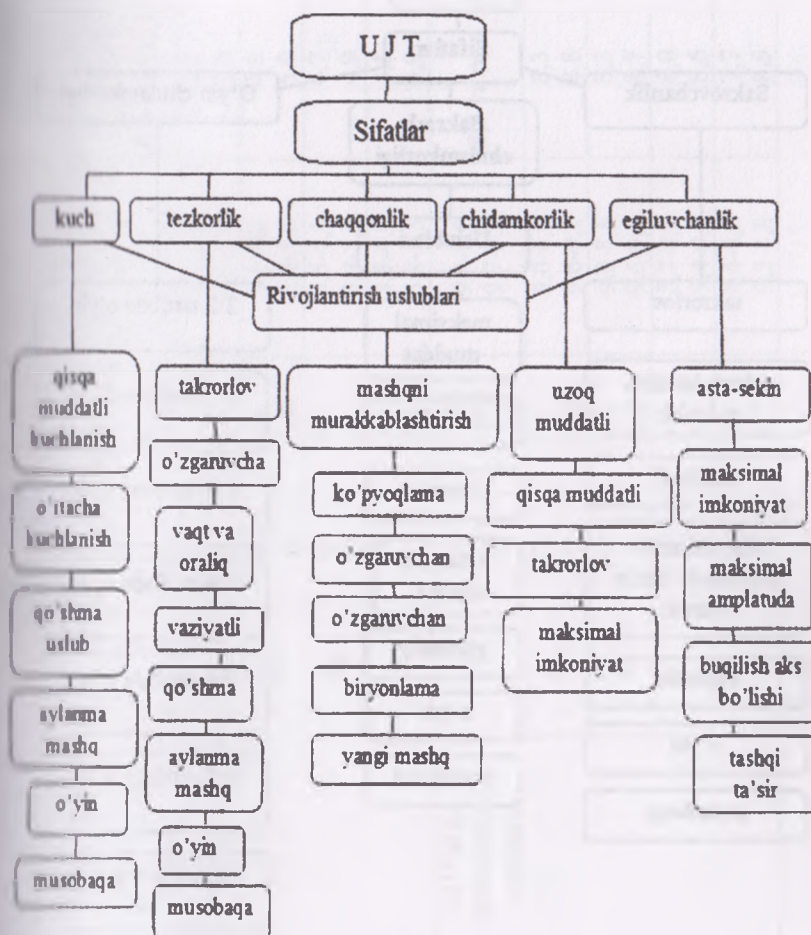 U J T
Sifatlar
kuch
tezkorlik
chaqqonlik
chidamkorlik
egiluvchanlik
Rivojlantirish uslublari
qisqa
muddatli
kuchlanish
o'rtacha
kuchlanish
qo'shma
uslub
aylanma
mashq
o'yin
musobaqa
takrorlov
o'zgaruvcha
vaqt va
oraliq
vaziyatli
qo'shma
aylanma
mashq
o'yin
musobaqa
mashqni
murakkablashtirish
ko'pyoqlama
o'zgaruvchan
o'zgaruvchan
biryonlama
yangi mashq
uzoq
muddatli
qisqa muddatli
takrorlov
maksimal
imkoniyat
asta-sekin
maksimal
imkoniyat
maksimal
amplatuda
buqilish aks
bo'lishi
tashqi
ta'sir